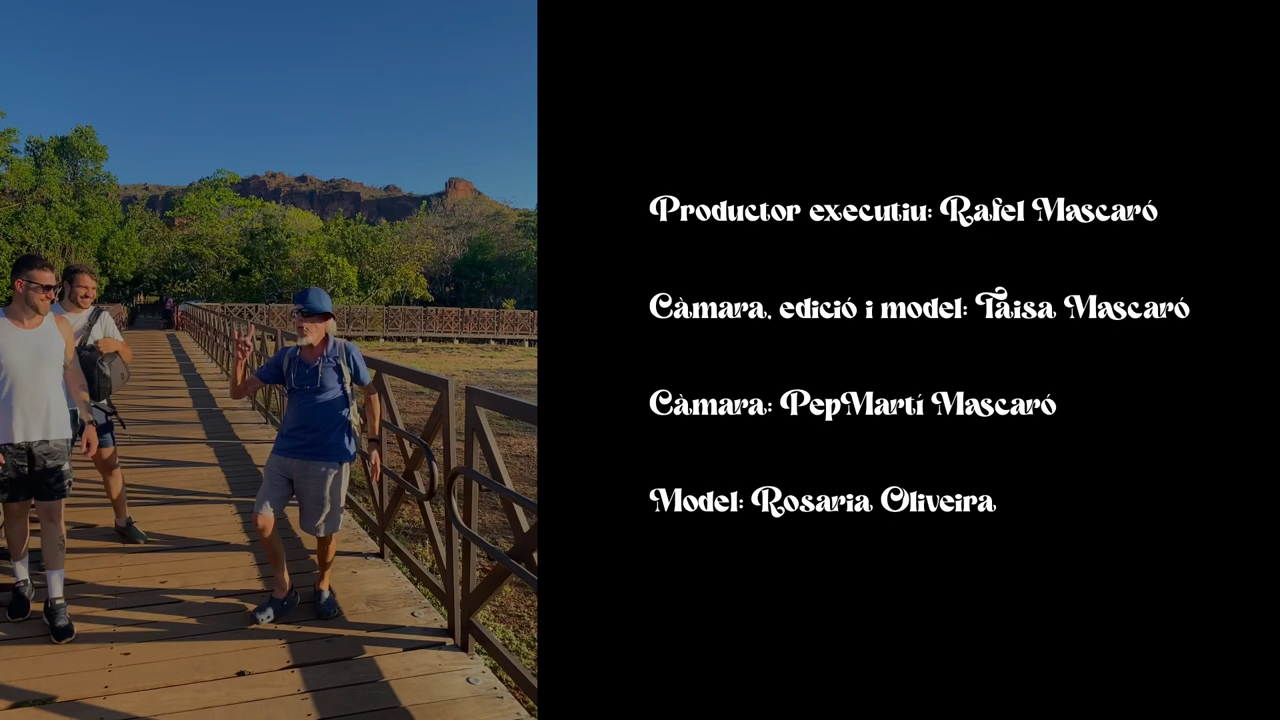 Productor executiu: Rafel Mascaró
Càmara, edició i model: Taisa Mascaró
Càmara: PepMartí Mascaró
Model: Rosaria Oliveira